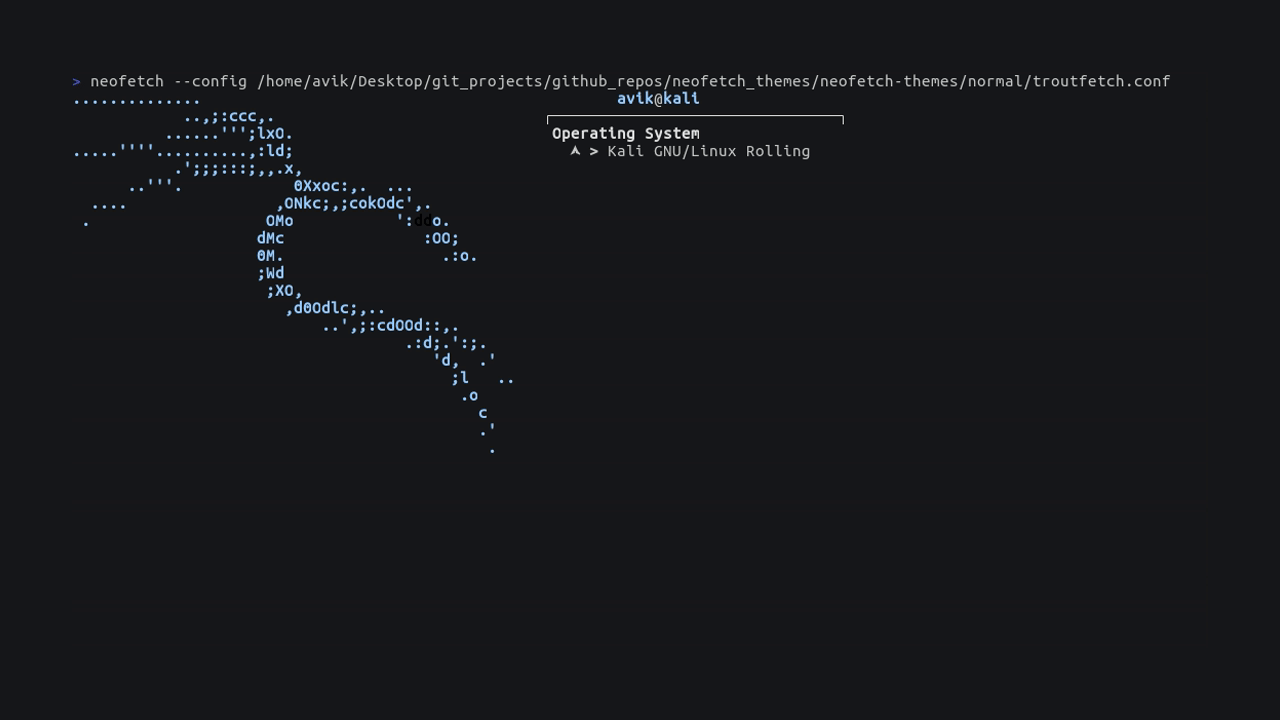 > neofetch --config /home/avik/Desktop/git_projects/github_repos/neofetch_themes/neofetch-themes/normal/troutfetch.conf
..............
avik@kali
            ..,;:ccc,.
          ......''';lxO.
Operating System
.....''''..........,:ld;
> Kali GNU/Linux Rolling
           .';;;:::;,,.x,
      ..'''.            0Xxoc:,.  ...
  ....                ,ONkc;,;cokOdc',.
 .                   OMo           ':ddo.
                    dMc               :OO;
                    0M.                 .:o.
                    ;Wd
                     ;XO,
                       ,d0Odlc;,..
                           ..',;:cdOOd::,.
                                    .:d;.':;.
                                       'd,  .'
                                         ;l   ..
                                          .o
                                            c
                                            .'
                                             .